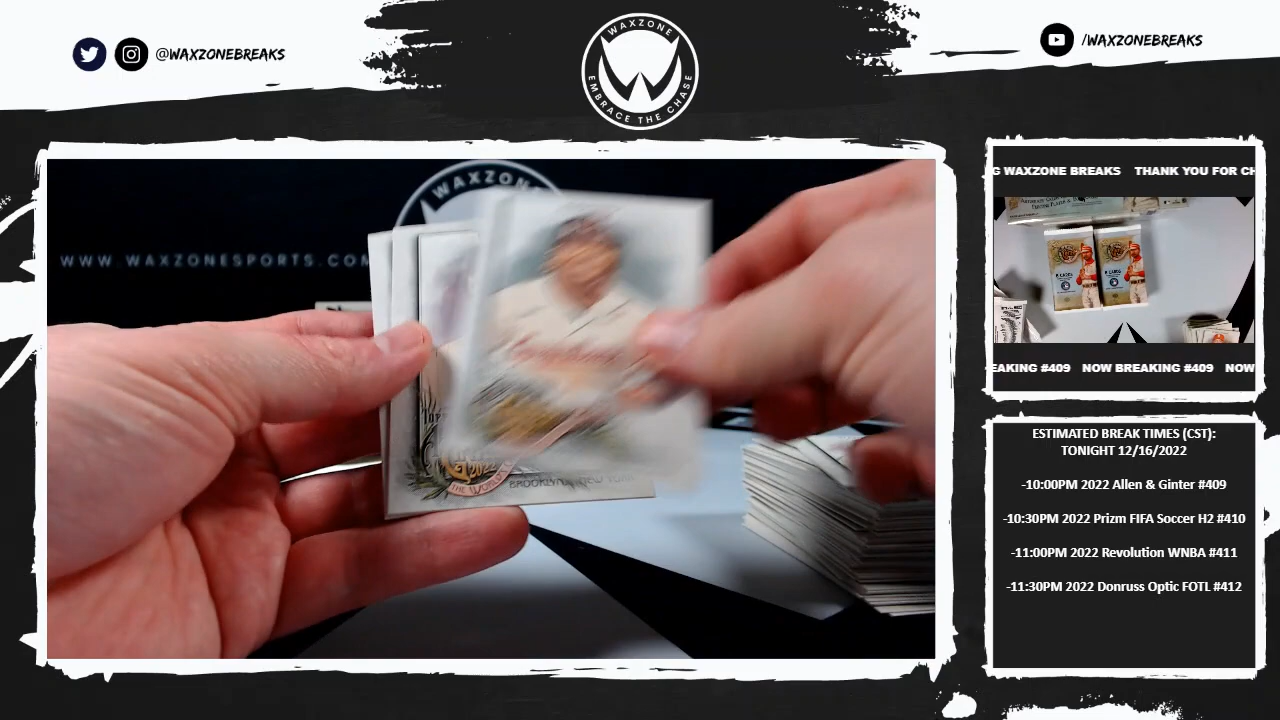 @WAXZONEBREAKS
WAXZONE
EMBRACE THE CHASE
/WAXZONEBREAKS
WAXZONE
WWW.WAXZONESPORTS.COM
BROOKLYN, NEW YORK
G WAXZONE BREAKS THANK YOU FOR CH
EAKING #409 NOW BREAKING #409 NOW
ESTIMATED BREAK TIMES (CST):
TONIGHT 12/16/2022
-10:00PM 2022 Allen & Ginter #409
-10:30PM 2022 Prizm FIFA Soccer H2 #410
-11:00PM 2022 Revolution WNBA #411
-11:30PM 2022 Donruss Optic FOTL #412